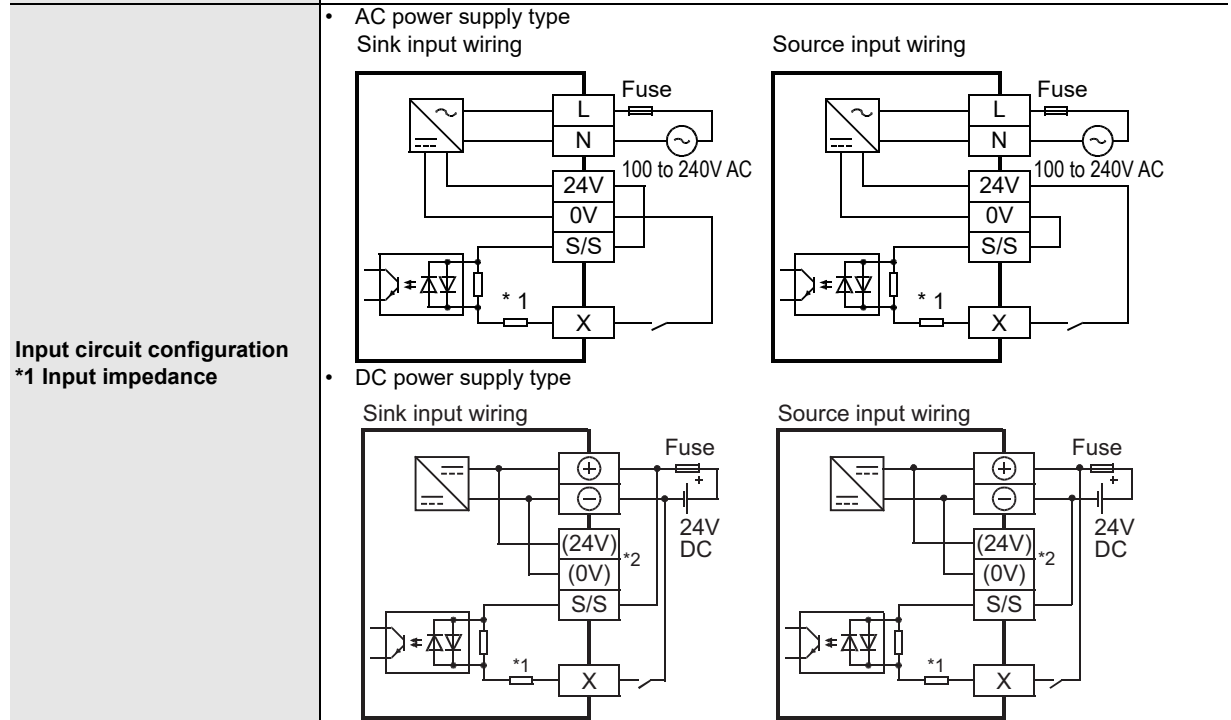 Input circuit configuration
*1 Input impedance
• AC power supply type
Sink input wiring
L
Fuse
N
100 to 240V AC
24V
0V
S/S
* 1
X
Source input wiring
L
Fuse
N
100 to 240V AC
24V
0V
S/S
* 1
X
• DC power supply type
Sink input wiring
Fuse
+
24V
DC
(24V)
*2
(0V)
S/S
*1
X
Source input wiring
Fuse
+
24V
DC
(24V)
*2
(0V)
S/S
*1
X